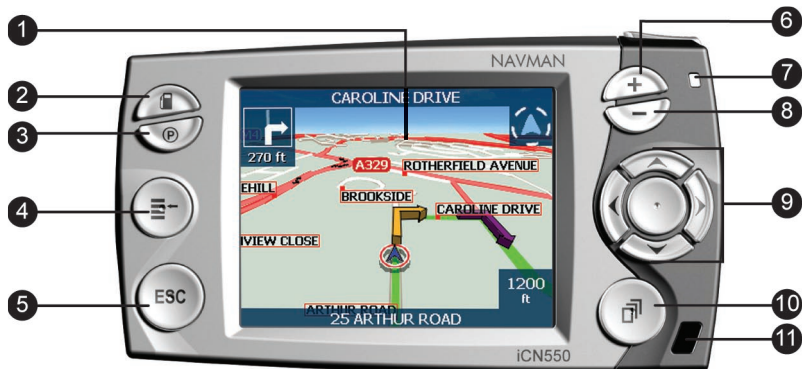 1
2
3
4
5
6
7
8
9
10
11
NAVMAN
P
ESC
+
−
CAROLINE DRIVE
270 ft
A329
ROTHERFIELD AVENUE
EHILL
BROOKSIDE
CAROLINE DRIVE
IVIEW CLOSE
1200
ft
ARTHUR ROAD
25 ARTHUR ROAD
iCN550